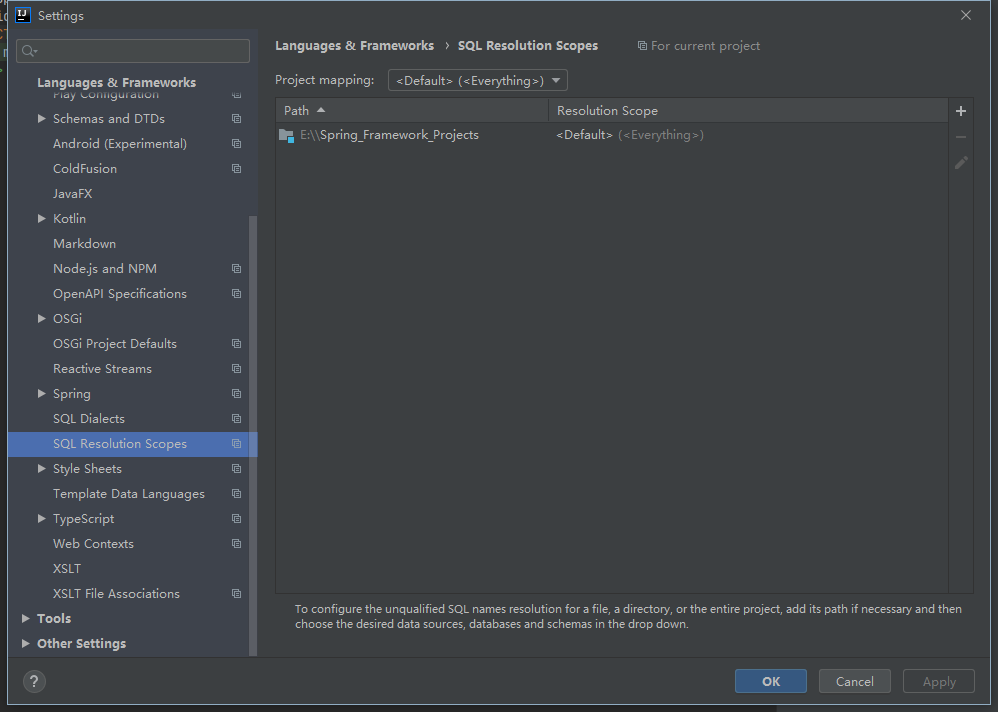 Settings
Languages & Frameworks › SQL Resolution Scopes
For current project
Project mapping:
<Default> (<Everything>)
Path
Resolution Scope
E:\\Spring_Framework_Projects
<Default> (<Everything>)
Languages & Frameworks
Play Configuration
Schemas and DTDs
Android (Experimental)
ColdFusion
JavaFX
Kotlin
Markdown
Node.js and NPM
OpenAPI Specifications
OSGi
OSGi Project Defaults
Reactive Streams
Spring
SQL Dialects
SQL Resolution Scopes
Style Sheets
Template Data Languages
TypeScript
Web Contexts
XSLT
XSLT File Associations
Tools
Other Settings
To configure the unqualified SQL names resolution for a file, a directory, or the entire project, add its path if necessary and then
choose the desired data sources, databases and schemas in the drop down.
?
OK
Cancel
Apply